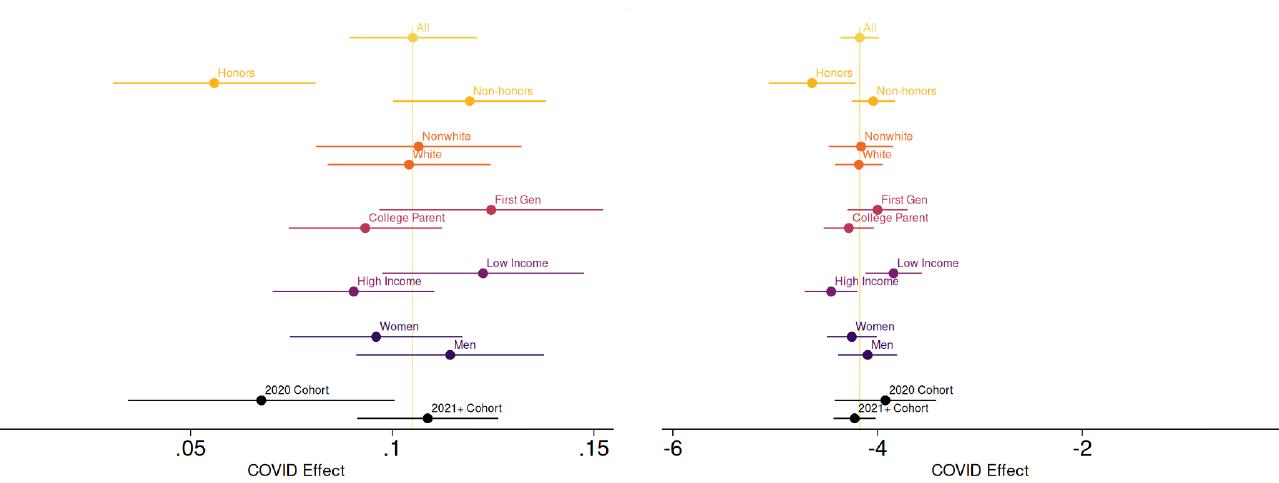 All
Honors
Non-honors
Nonwhite
White
First Gen
College Parent
Low Income
High Income
Women
Men
2020 Cohort
2021+ Cohort
.05
.1
.15
COVID Effect
All
Honors
Non-honors
Nonwhite
White
First Gen
College Parent
Low Income
High Income
Women
Men
2020 Cohort
2021+ Cohort
-6
-4
-2
COVID Effect